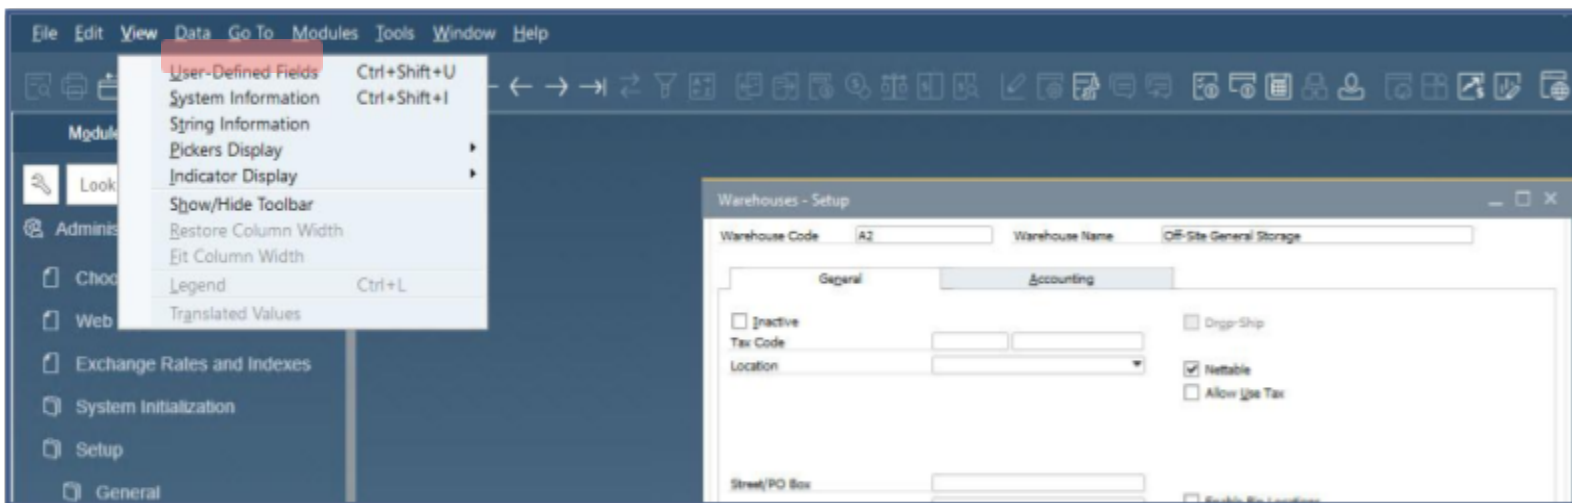 File Edit View Data Go To Modules Tools Window Help
User-Defined Fields Ctrl+Shift+U
System Information Ctrl+Shift+I
String Information
Pickers Display
Indicator Display
Show/Hide Toolbar
Restore Column Width
Fit Column Width
Legend Ctrl+L
Translated Values
Module
Look
Adminis
Choo
Web
Exchange Rates and Indexes
System Initialization
Setup
General
Warehouses - Setup
Warehouse Code A2 Warehouse Name Off-Site General Storage
General Accounting
Inactive Drop-Ship
Tax Code
Location Nettable
Allow Use Tax
Street/PO Box
Enable Bin Locations